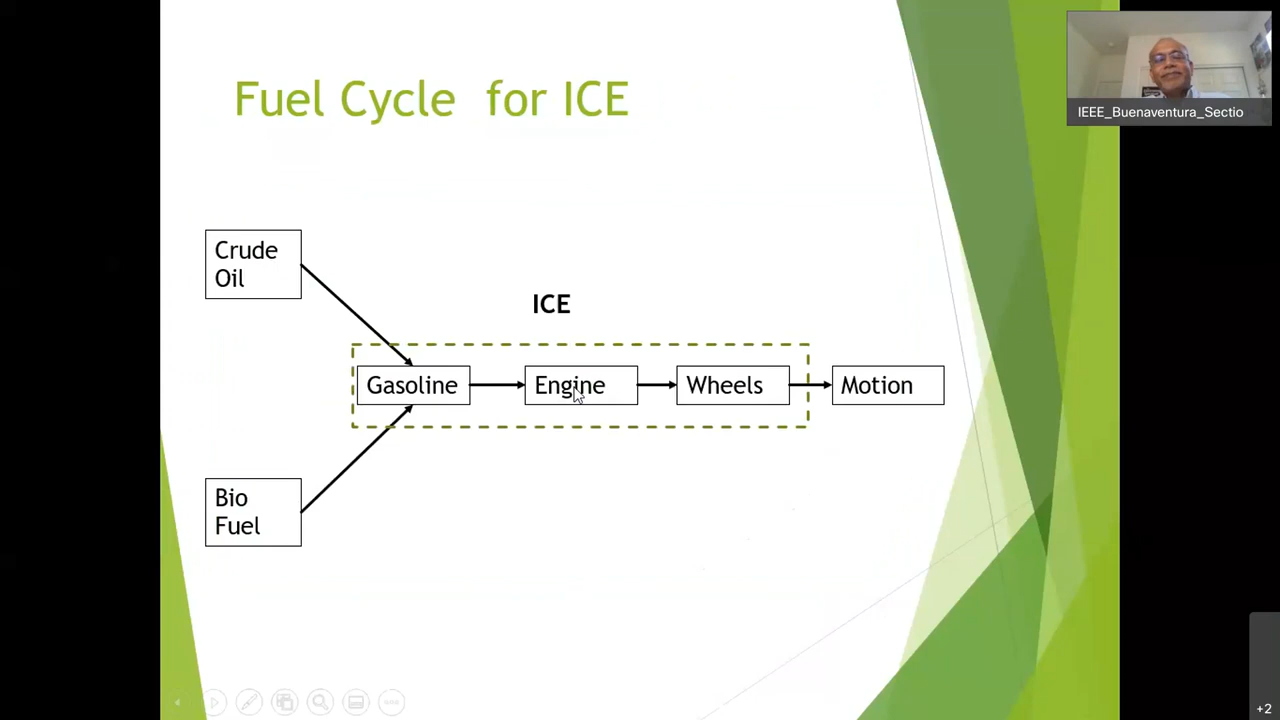 Fuel Cycle for ICE
IEEE_Buenaventura_Sectio
Crude
Oil
ICE
Gasoline
Engine
Wheels
Motion
Bio
Fuel
+2